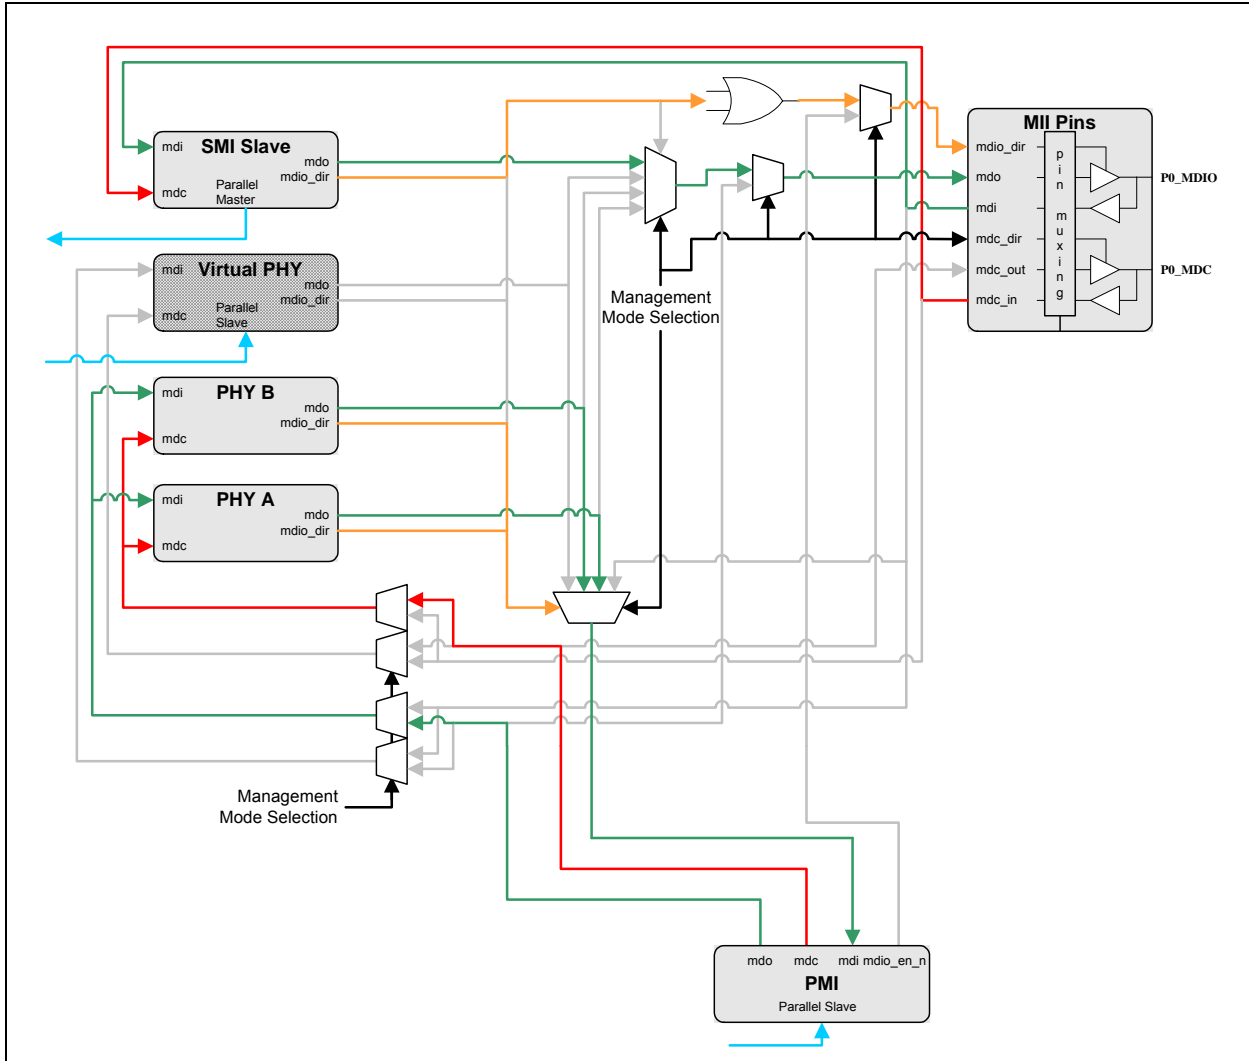 SMI Slave
mdi
mdo
mdio_dir
mdc
Parallel
Master
MII Pins
mdio_dir
mdo
mdi
mdc_dir
mdc_out
mdc_in
pin muxing
P0_MDIO
P0_MDC
Virtual PHY
mdi
mdo
mdio_dir
mdc
Parallel
Slave
Management
Mode Selection
PHY B
mdi
mdo
mdio_dir
mdc
PHY A
mdi
mdo
mdio_dir
mdc
Management
Mode Selection
mdo
mdc
mdi
mdio_en_n
PMI
Parallel Slave